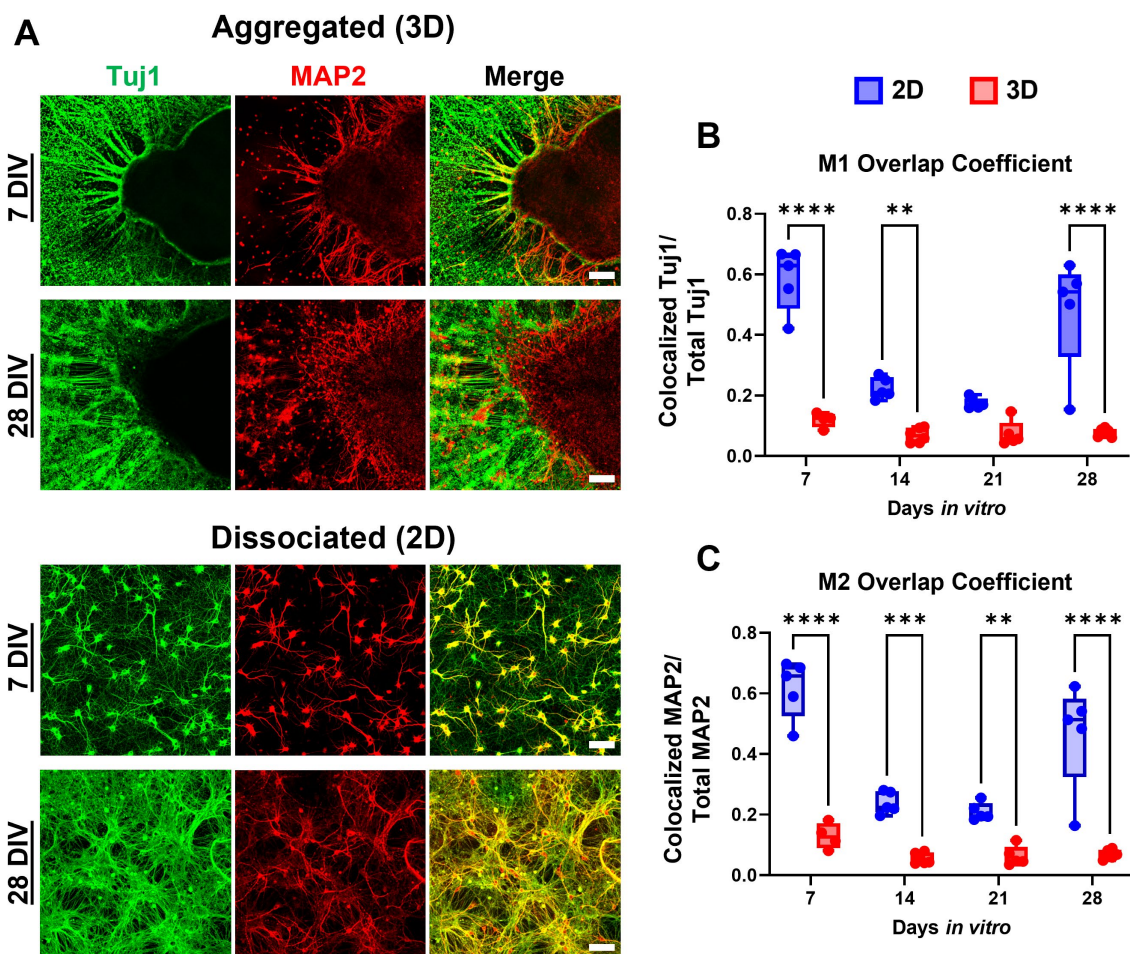 A
Aggregated (3D)
Tuj1 MAP2 Merge
7 DIV
28 DIV
Dissociated (2D)
7 DIV
28 DIV
2D 3D
B
M1 Overlap Coefficient
Colocalized Tuj1/
Total Tuj1
**** ** ****
0.8
0.6
0.4
0.2
0.0
7 14 21 28
Days in vitro
C
M2 Overlap Coefficient
Colocalized MAP2/
Total MAP2
**** *** ** ****
0.8
0.6
0.4
0.2
0.0
7 14 21 28
Days in vitro